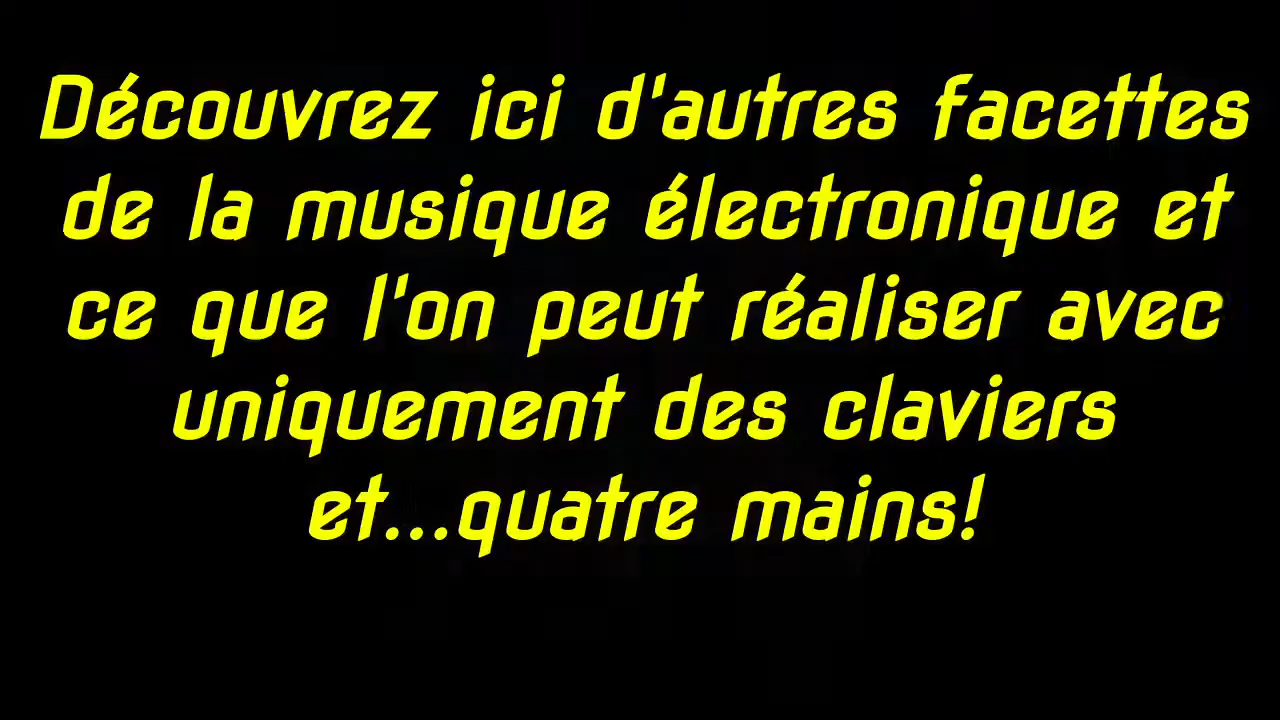 Découvrez ici d'autres facettes
de la musique électronique et
ce que l'on peut réaliser avec
uniquement des claviers
et...quatre mains!